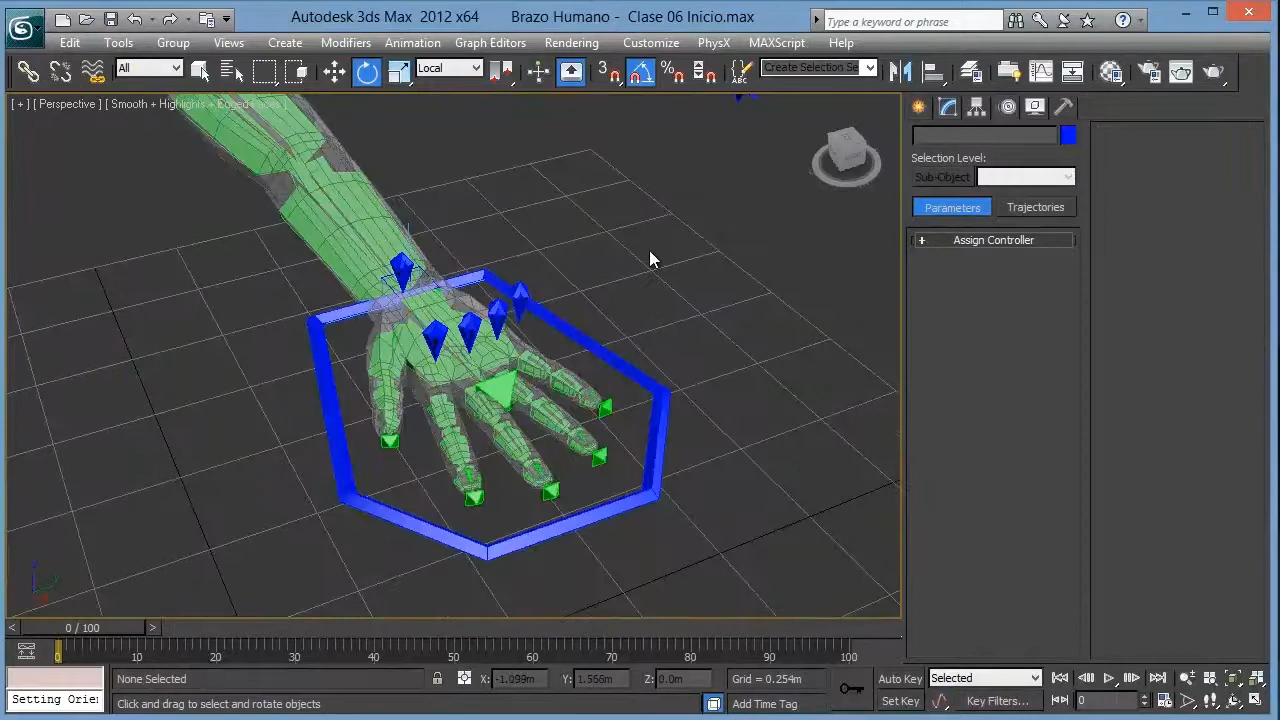 Autodesk 3ds Max 2012 x64 Brazo Humano - Clase 06 Inicio.max
Type a keyword or phrase
Edit Tools Group Views Create Modifiers Animation Graph Editors Rendering Customize PhysX MAXScript Help
All Local 3 Create Selection Se
[ + ] [ Perspective ] [ Smooth + Highlights + Edged Faces ]
Selection Level:
Sub-Object
Parameters Trajectories
+ Assign Controller
< 0 / 100 >
0 10 20 30 40 50 60 70 80 90 100
None Selected X: -1.099m Y: 1.566m Z: 0.0m Grid = 0.254m Auto Key Selected
Setting Orie Click and drag to select and rotate objects Add Time Tag Set Key Key Filters... 0